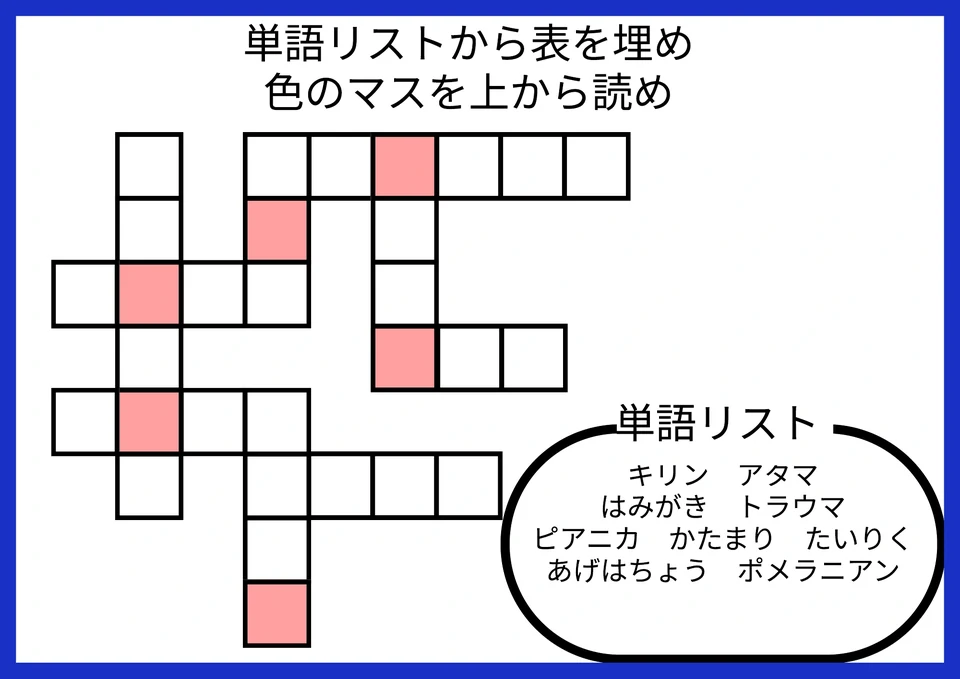 単語リストから表を埋め
色のマスを上から読め
単語リスト
キリン　アタマ
はみがき　トラウマ
ピアニカ　かたまり　たいりく
あげはちょう　ポメラニアン